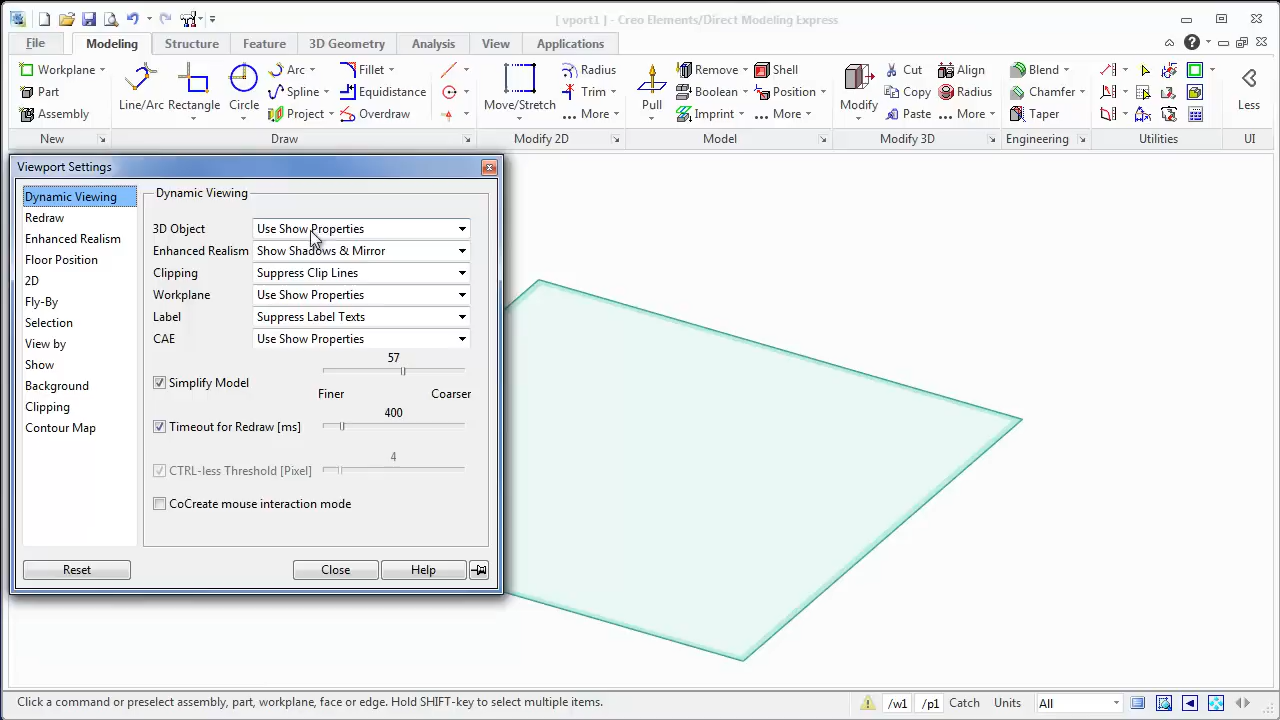 [ vport1 ] - Creo Elements/Direct Modeling Express
File Modeling Structure Feature 3D Geometry Analysis View Applications
Workplane Arc Fillet Radius Remove Shell Cut Align Blend
Part Line/Arc Rectangle Circle Spline Equidistance Move/Stretch Trim Pull Boolean Position Modify Copy Radius Chamfer Less
Assembly Project Overdraw More Imprint More Paste More Taper
New Draw Modify 2D Model Modify 3D Engineering Utilities UI
Viewport Settings
Dynamic Viewing
Redraw
Enhanced Realism
Floor Position
2D
Fly-By
Selection
View by
Show
Background
Clipping
Contour Map
Dynamic Viewing
3D Object Use Show Properties
Enhanced Realism Show Shadows & Mirror
Clipping Suppress Clip Lines
Workplane Use Show Properties
Label Suppress Label Texts
CAE Use Show Properties
57
Simplify Model
Finer Coarser
400
Timeout for Redraw [ms]
4
CTRL-less Threshold [Pixel]
CoCreate mouse interaction mode
Reset Close Help
Click a command or preselect assembly, part, workplane, face or edge. Hold SHIFT-key to select multiple items. /w1 /p1 Catch Units All